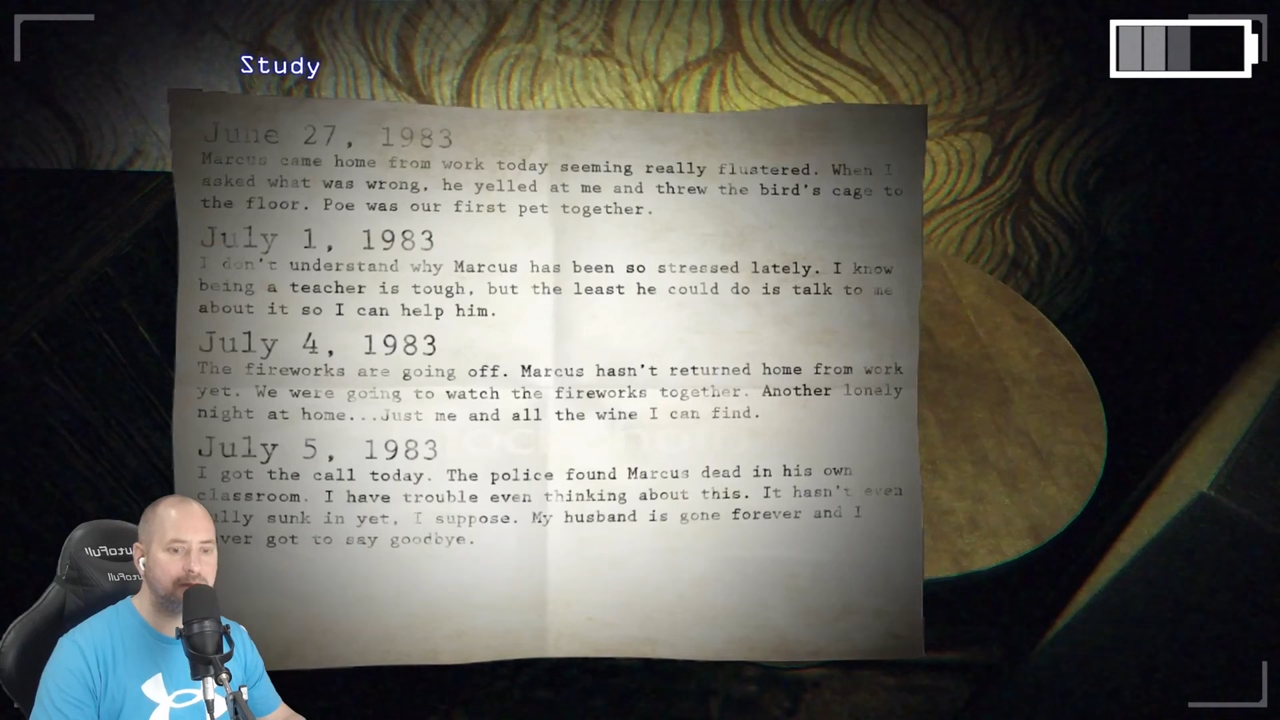 Study
June 27, 1983
Marcus came home from work today seeming really flustered. When I
asked what was wrong, he yelled at me and threw the bird's cage to
the floor. Poe was our first pet together.
July 1, 1983
I don't understand why Marcus has been so stressed lately. I know
being a teacher is tough, but the least he could do is talk to me
about it so I can help him.
July 4, 1983
The fireworks are going off. Marcus hasn't returned home from work
yet. We were going to watch the fireworks together. Another lonely
night at home...Just me and all the wine I can find.
July 5, 1983
I got the call today. The police found Marcus dead in his own
classroom. I have trouble even thinking about this. It hasn't even
lly sunk in yet, I suppose. My husband is gone forever and I
ver got to say goodbye.
AutoFull
AutoFull